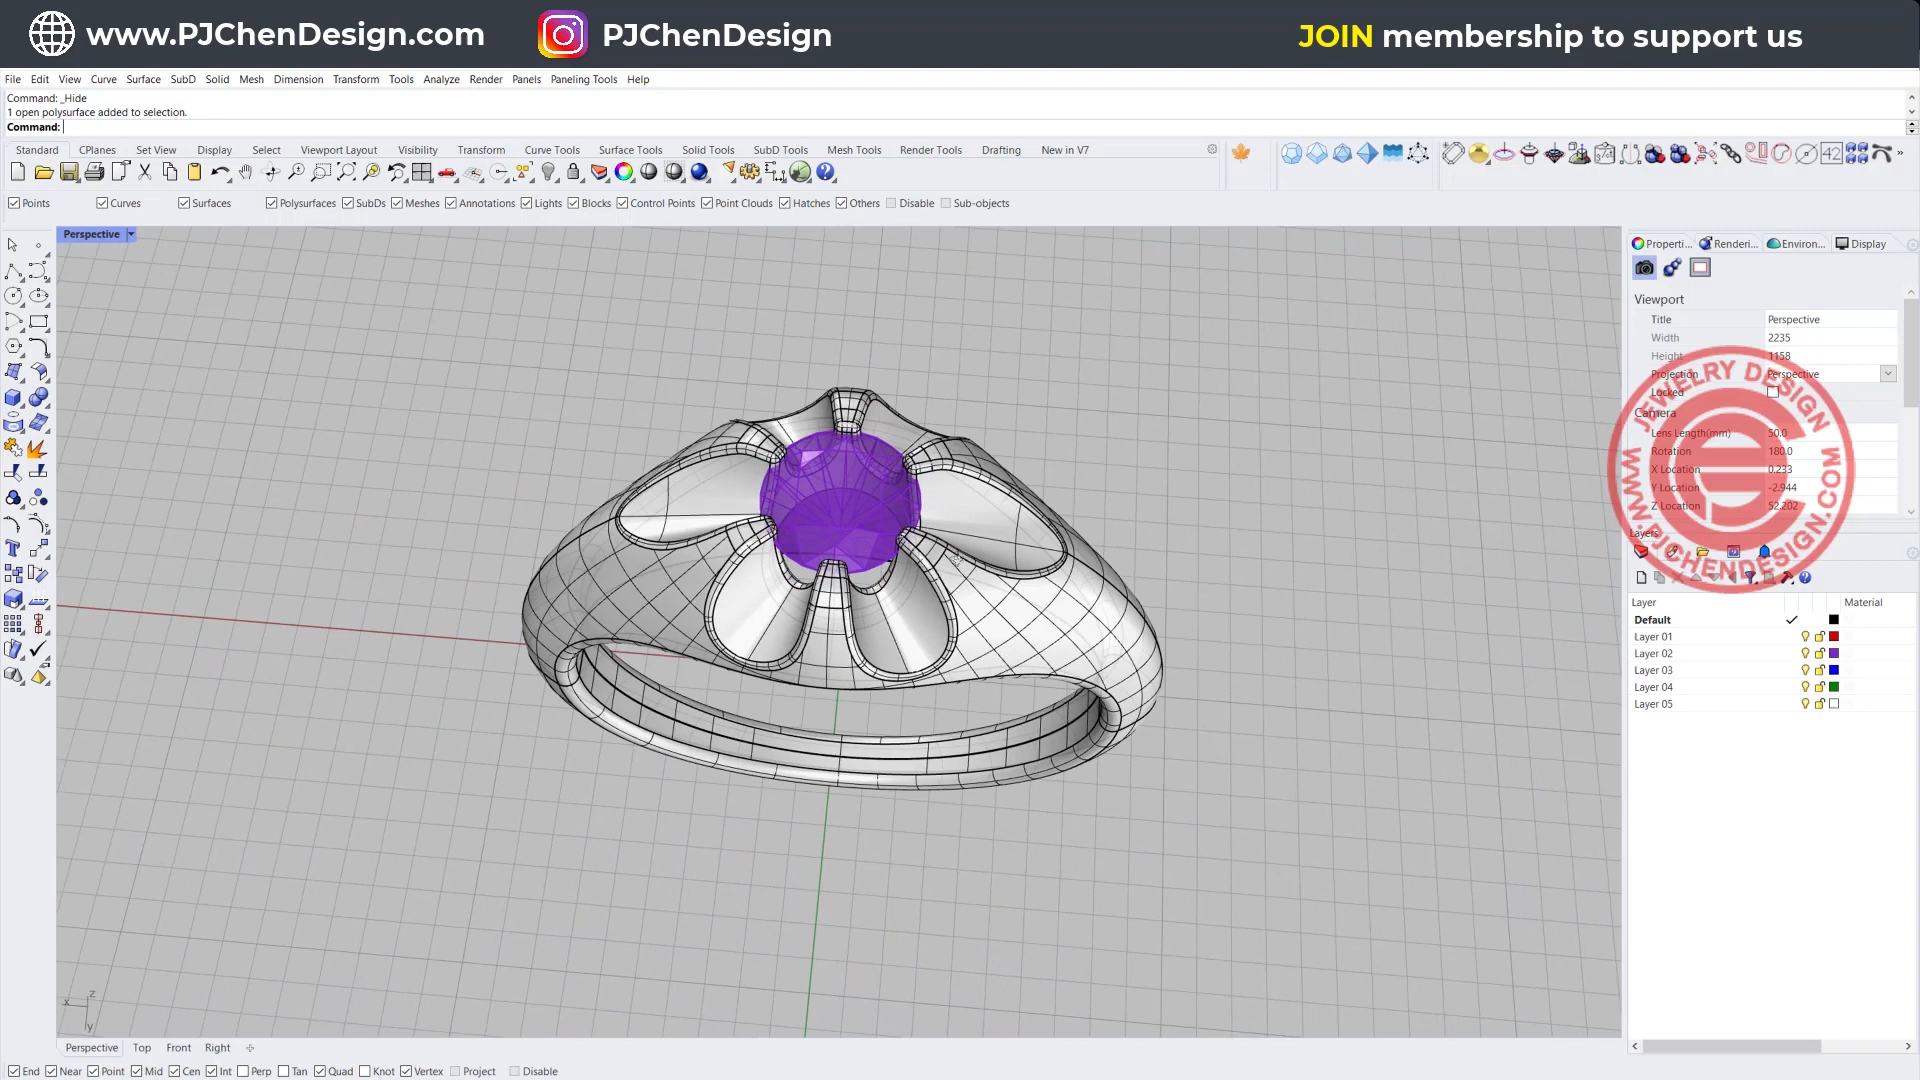 www.PJChenDesign.com PJChenDesign JOIN membership to support us
File Edit View Curve Surface SubD Solid Mesh Dimension Transform Tools Analyze Render Panels Paneling Tools Help
Command: _Hide
1 open polysurface added to selection.
Command:
Standard CPlanes Set View Display Select Viewport Layout Visibility Transform Curve Tools Surface Tools Solid Tools SubD Tools Mesh Tools Render Tools Drafting New in V7
42
Points Curves Surfaces Polysurfaces SubDs Meshes Annotations Lights Blocks Control Points Point Clouds Hatches Others Disable Sub-objects
Perspective
Properti... Renderi... Environ... Display
Viewport
Title Perspective
Width 2235
Height 1158
Projection Perspective
Locked
Camera
Lens Length(mm) 50.0
Rotation 180.0
X Location 0.233
Y Location -2.944
Z Location 52.202
JEWELRY DESIGN
WWW.PJCHENDESIGN.COM
Layers
Layer Material
Default
Layer 01
Layer 02
Layer 03
Layer 04
Layer 05
z
x
y
Perspective Top Front Right
End Near Point Mid Cen Int Perp Tan Quad Knot Vertex Project Disable